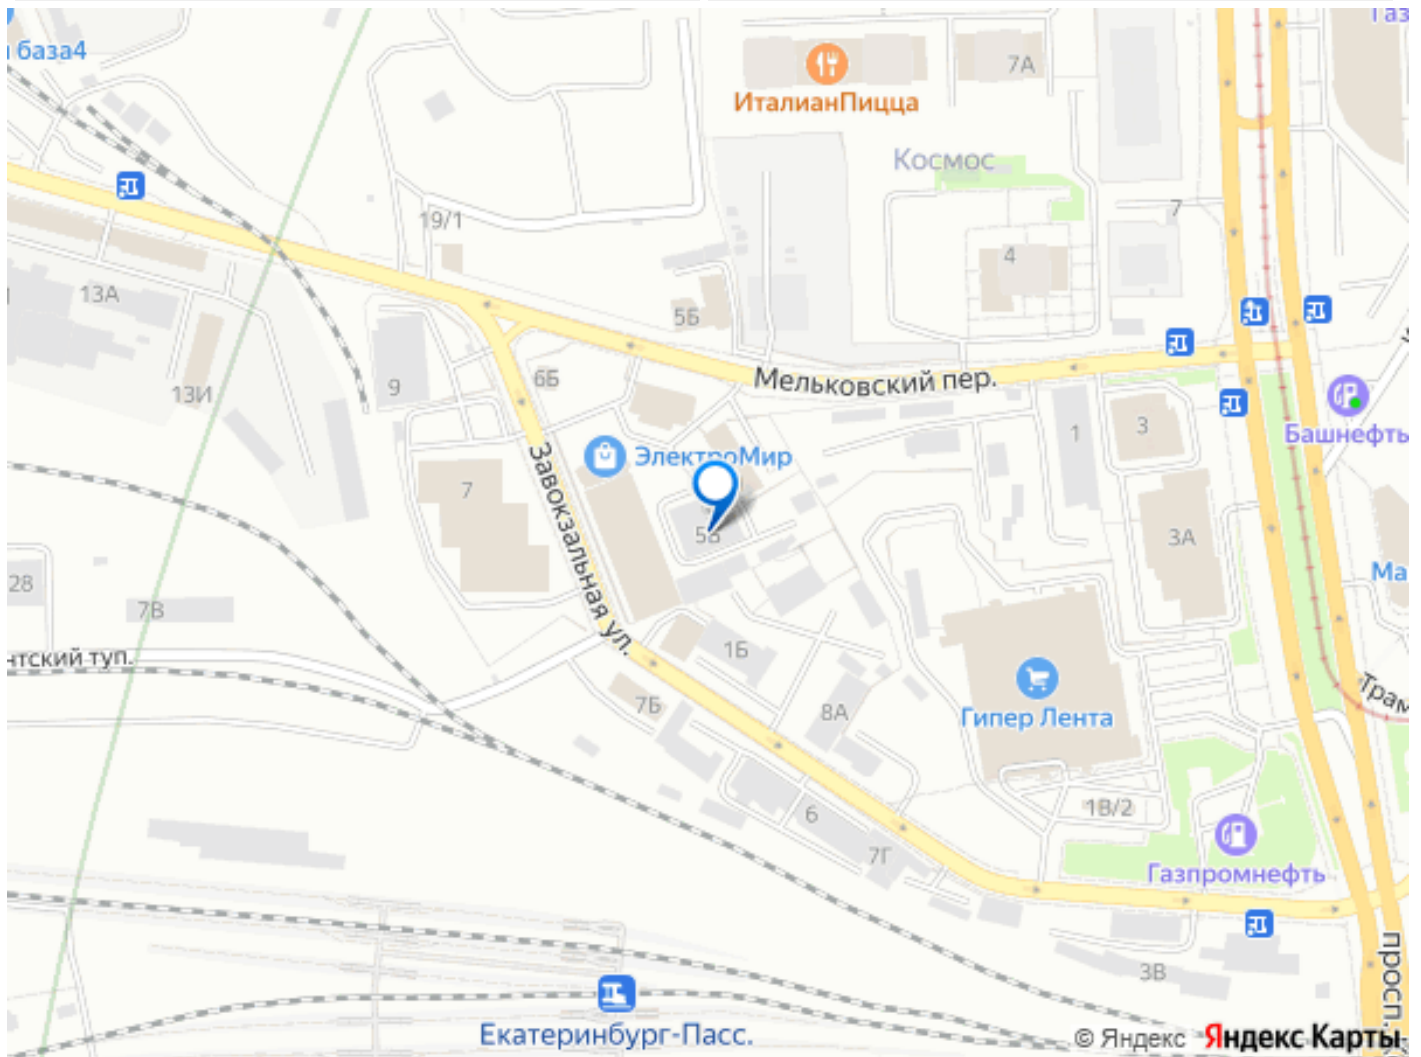 база4
7А
ИталианПицца
Космос
19/1
7
4
13А
5Б
13И
9
6Б
Мельковский пер.
1
3
Башнефть
ЭлектроМир
Завокзальная ул.
7
3А
28
7В
нтский туп.
1Б
7Б
8А
Гипер Лента
6
7Г
1В/2
Газпромнефть
3В
просп.
Екатеринбург-Пасс.
© Яндекс Яндекс Карты